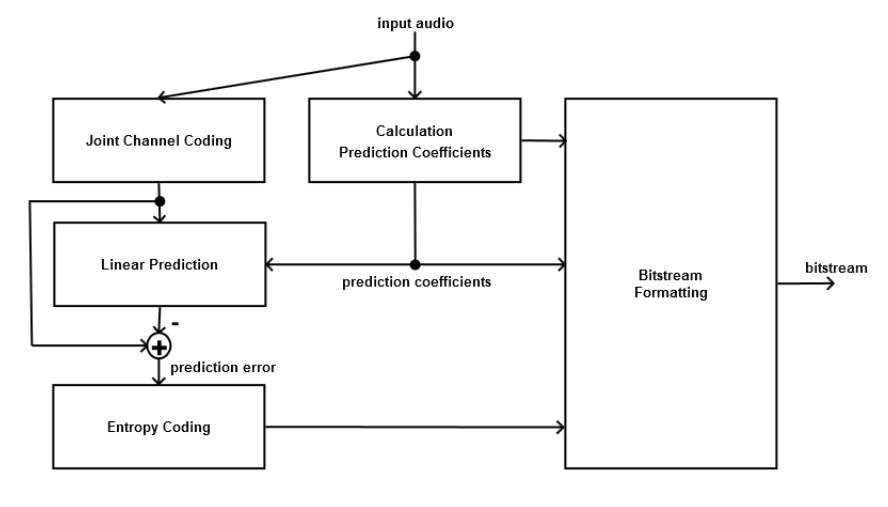 input audio
Joint Channel Coding
Calculation
Prediction Coefficients
Linear Prediction
prediction coefficients
Bitstream
Formatting
bitstream
-
+
prediction error
Entropy Coding